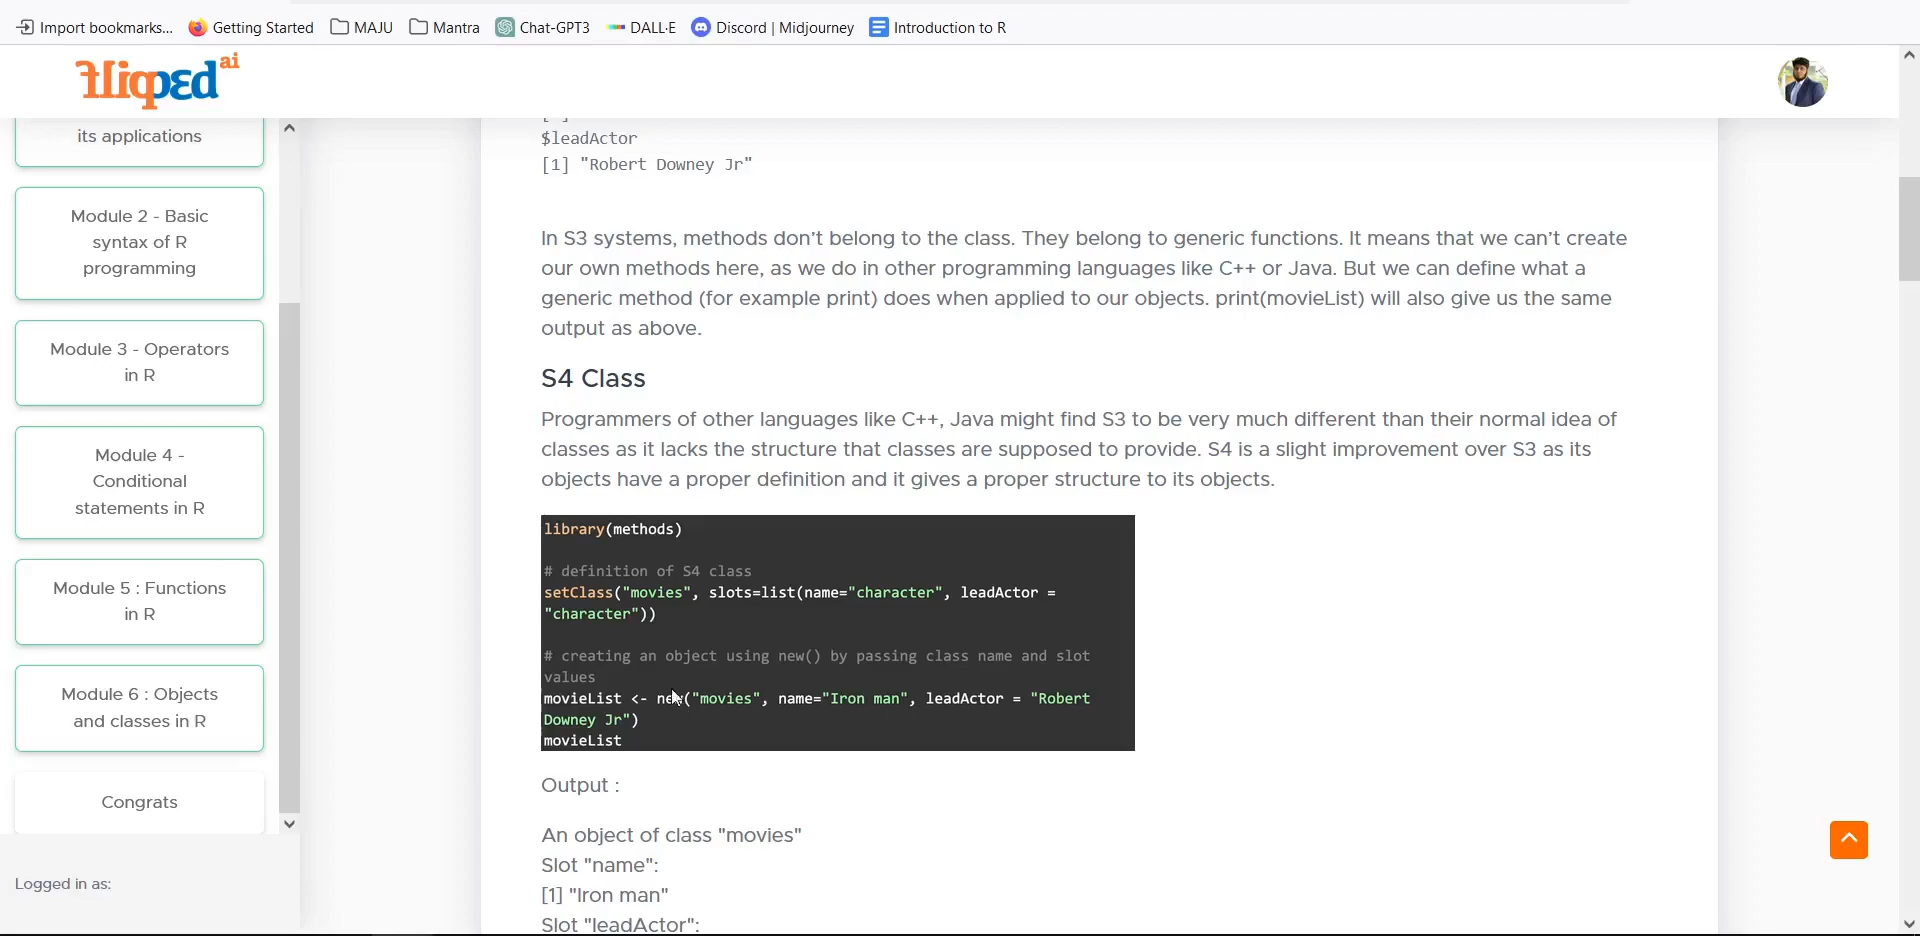 Import bookmarks... Getting Started MAJU Mantra Chat-GPT3 DALL·E Discord | Midjourney Introduction to R
fliqped ai
its applications
Module 2 - Basic
syntax of R
programming
Module 3 - Operators
in R
Module 4 -
Conditional
statements in R
Module 5 : Functions
in R
Module 6 : Objects
and classes in R
Congrats
Logged in as:
$leadActor
[1] "Robert Downey Jr"
In S3 systems, methods don’t belong to the class. They belong to generic functions. It means that we can’t create
our own methods here, as we do in other programming languages like C++ or Java. But we can define what a
generic method (for example print) does when applied to our objects. print(movieList) will also give us the same
output as above.
S4 Class
Programmers of other languages like C++, Java might find S3 to be very much different than their normal idea of
classes as it lacks the structure that classes are supposed to provide. S4 is a slight improvement over S3 as its
objects have a proper definition and it gives a proper structure to its objects.
library(methods)
# definition of S4 class
setClass("movies", slots=list(name="character", leadActor =
"character"))
# creating an object using new() by passing class name and slot
values
movieList <- new("movies", name="Iron man", leadActor = "Robert
Downey Jr")
movieList
Output :
An object of class "movies"
Slot "name":
[1] "Iron man"
Slot "leadActor":